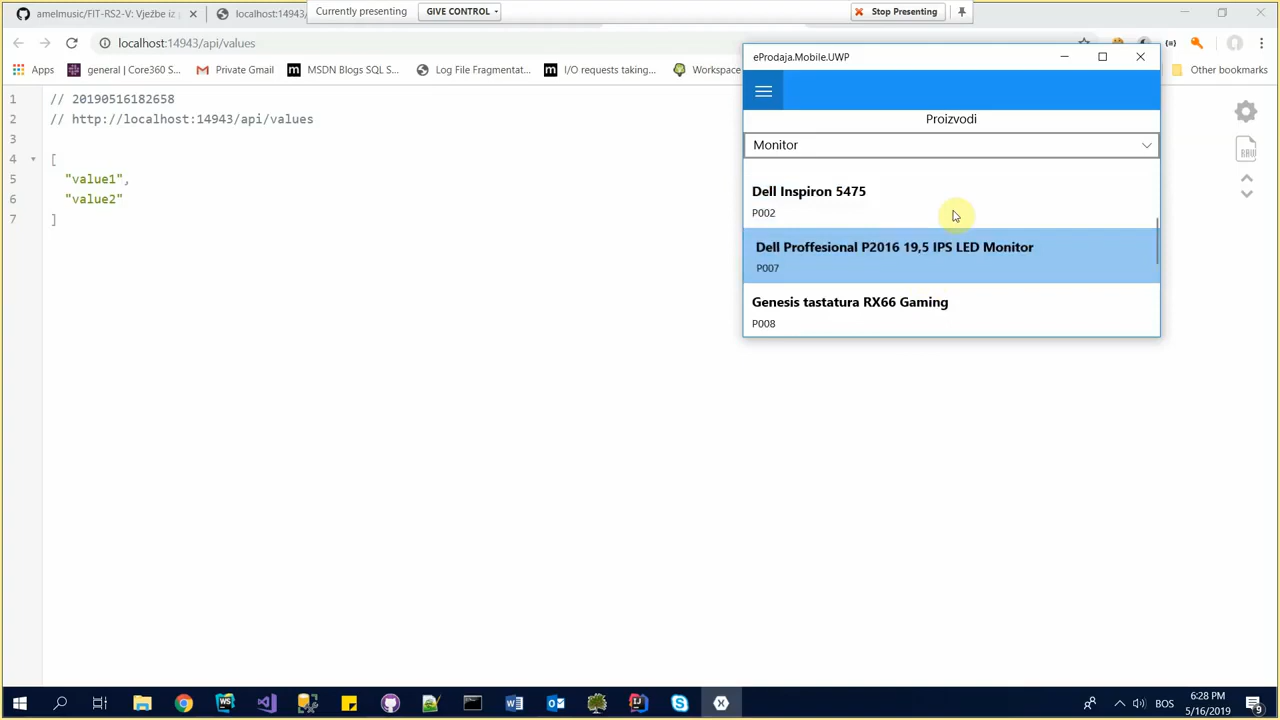 amelmusic/FIT-RS2-V: Vježbe iz
localhost:14943/
Currently presenting
GIVE CONTROL
Stop Presenting
localhost:14943/api/values
Apps
general | Core360 S...
Private Gmail
MSDN Blogs SQL S...
Log File Fragmentat...
I/O requests taking...
Workspace
Other bookmarks
1 // 20190516182658
2 // http://localhost:14943/api/values
3
4 [
5 "value1",
6 "value2"
7 ]
RAW
eProdaja.Mobile.UWP
Proizvodi
Monitor
Dell Inspiron 5475
P002
Dell Proffesional P2016 19,5 IPS LED Monitor
P007
Genesis tastatura RX66 Gaming
P008
BOS
6:28 PM
5/16/2019
9